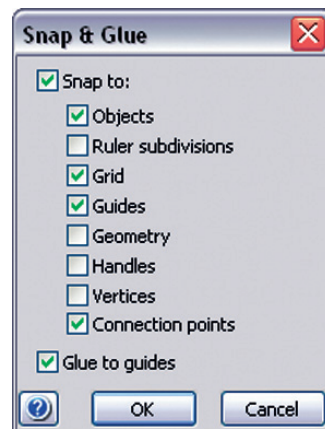 Snap & Glue
Snap to:
Objects
Ruler subdivisions
Grid
Guides
Geometry
Handles
Vertices
Connection points
Glue to guides
? OK Cancel